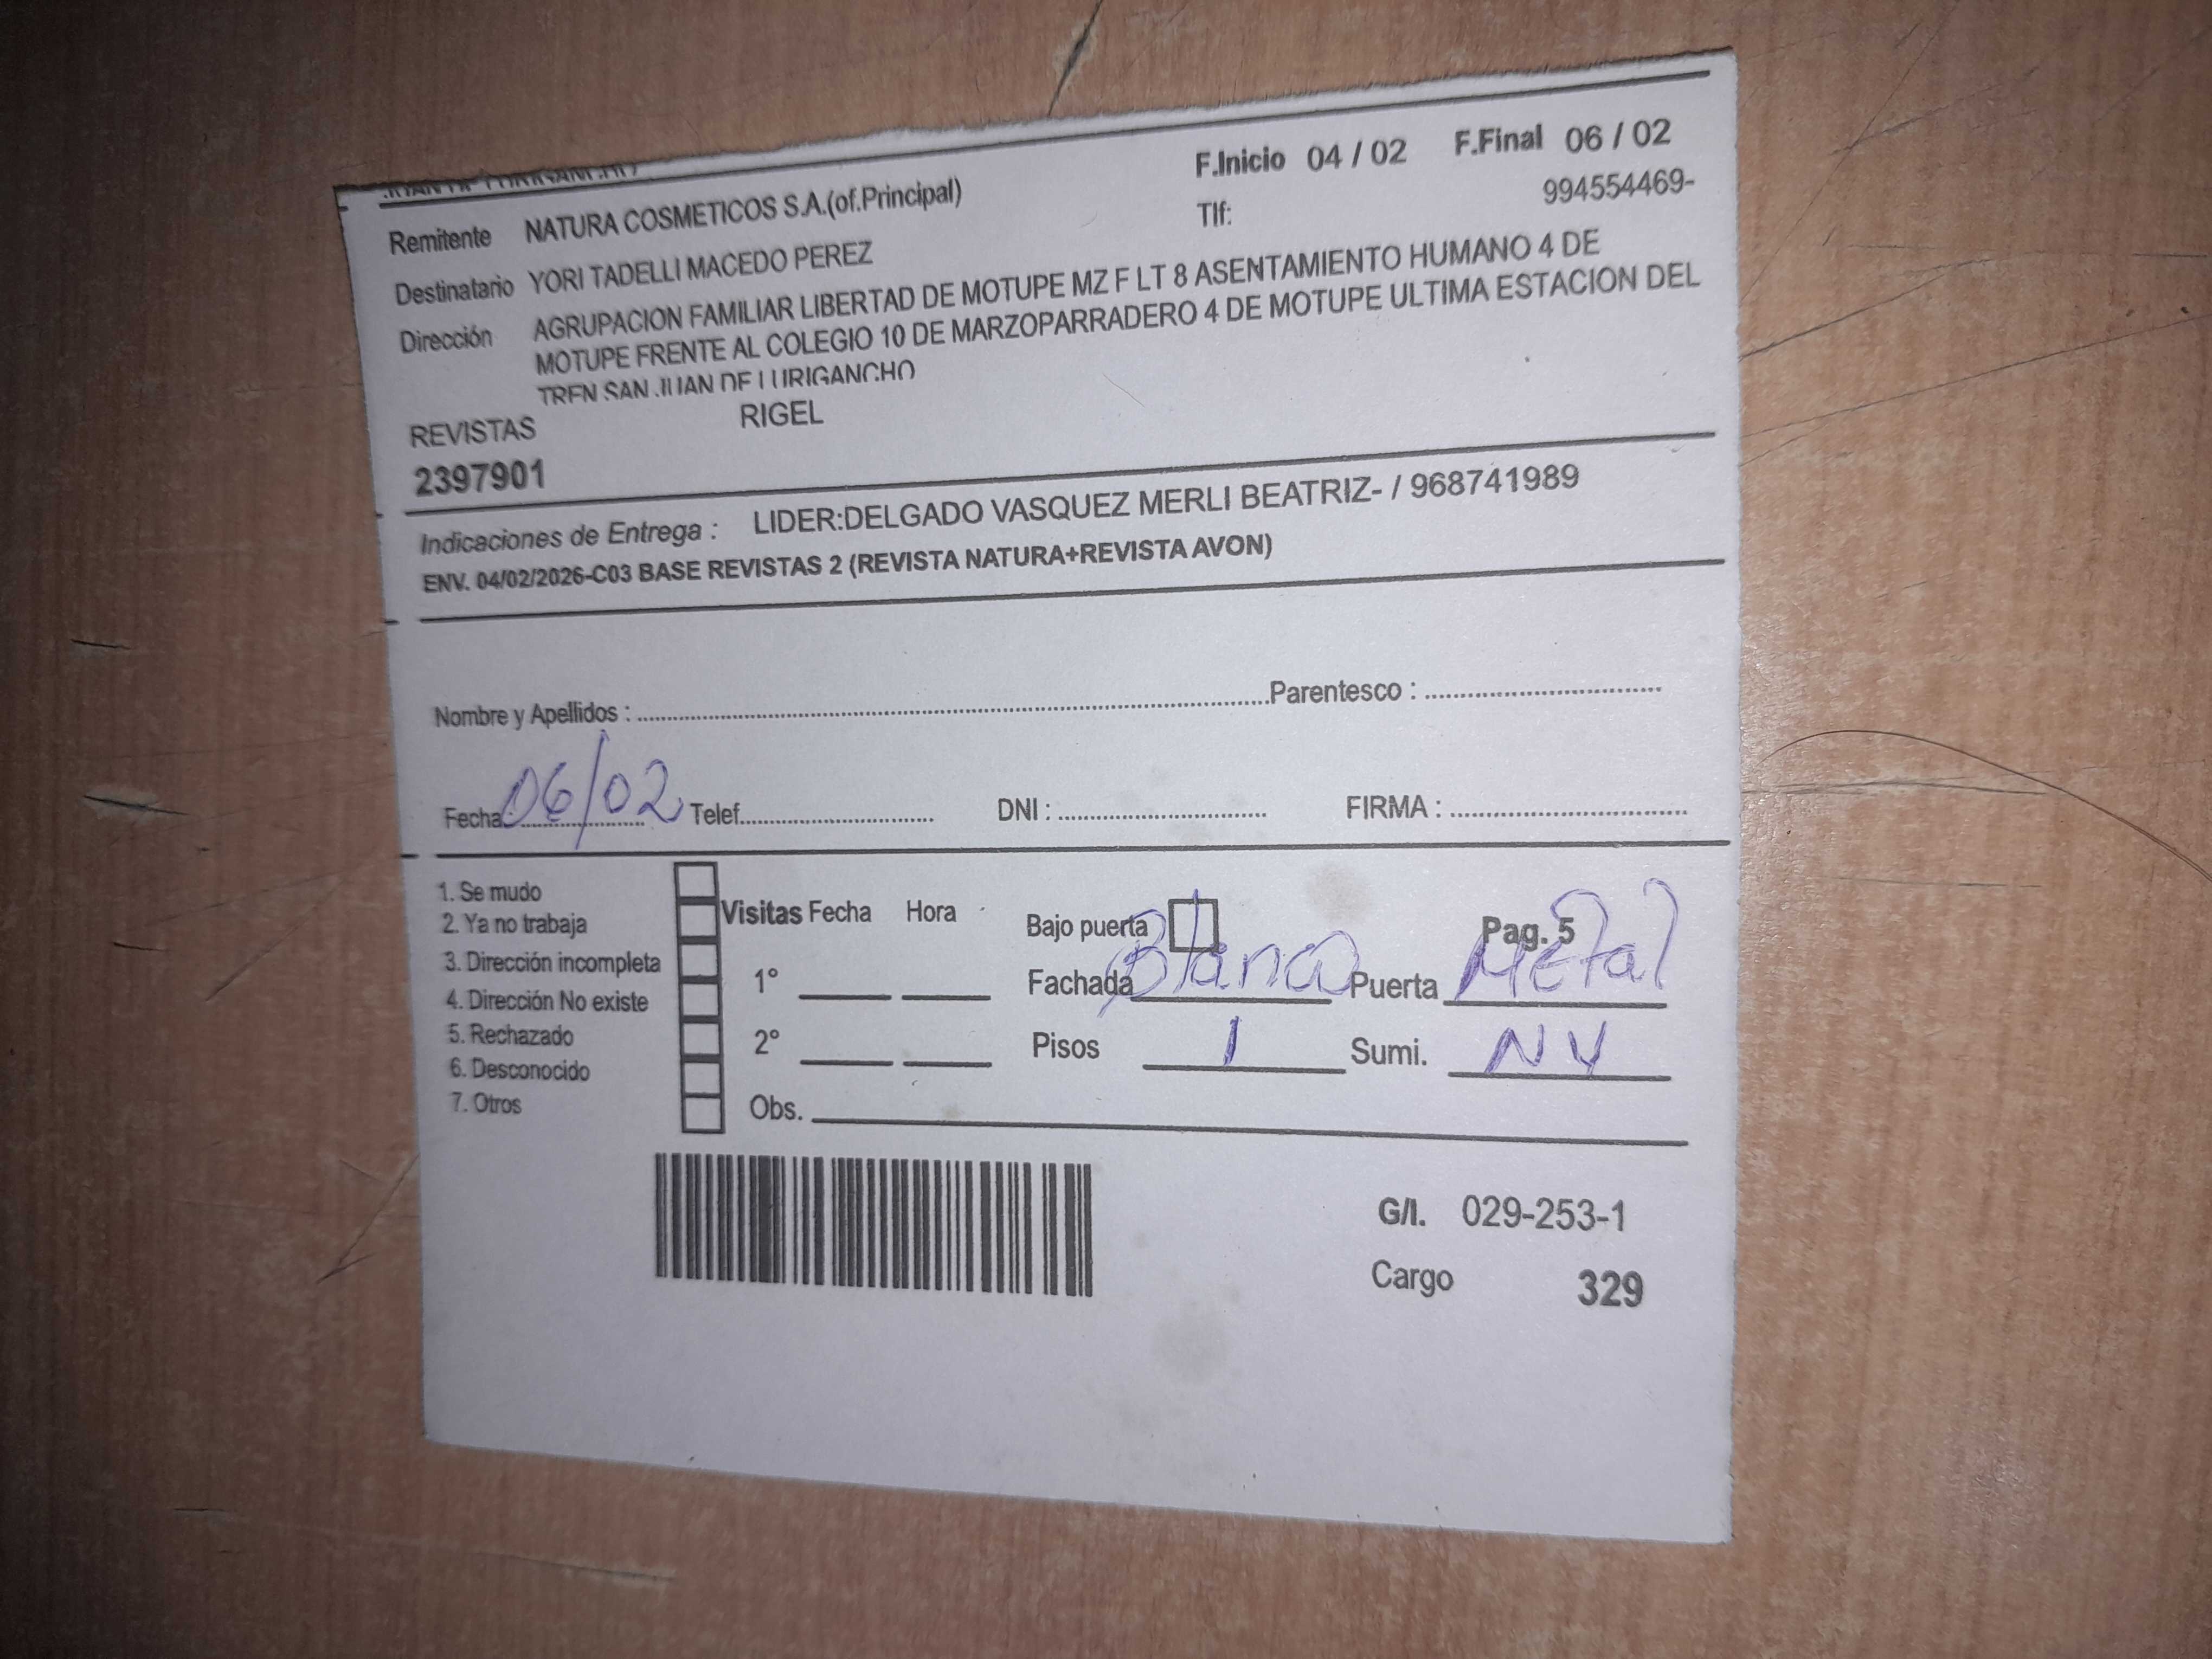 F.Inicio 04 / 02 F.Final 06 / 02
Remitente NATURA COSMETICOS S.A.(of.Principal) Tlf: 994554469-
Destinatario YORI TADELLI MACEDO PEREZ
Dirección AGRUPACION FAMILIAR LIBERTAD DE MOTUPE MZ F LT 8 ASENTAMIENTO HUMANO 4 DE
MOTUPE FRENTE AL COLEGIO 10 DE MARZOPARRADERO 4 DE MOTUPE ULTIMA ESTACION DEL
TREN SAN JUAN DE LURIGANCHO
REVISTAS RIGEL
2397901
Indicaciones de Entrega : LIDER:DELGADO VASQUEZ MERLI BEATRIZ- / 968741989
ENV. 04/02/2026-C03 BASE REVISTAS 2 (REVISTA NATURA+REVISTA AVON)
Nombre y Apellidos : Parentesco :
Fecha 06/02 Telef. DNI : FIRMA :
1. Se mudo
2. Ya no trabaja
3. Dirección incompleta
4. Dirección No existe
5. Rechazado
6. Desconocido
7. Otros
Visitas Fecha Hora
1°
2°
Obs.
Bajo puerta Pag. 5
Fachada Blanco Puerta Metal
Pisos 1 Sumi. NV
G/I. 029-253-1
Cargo 329